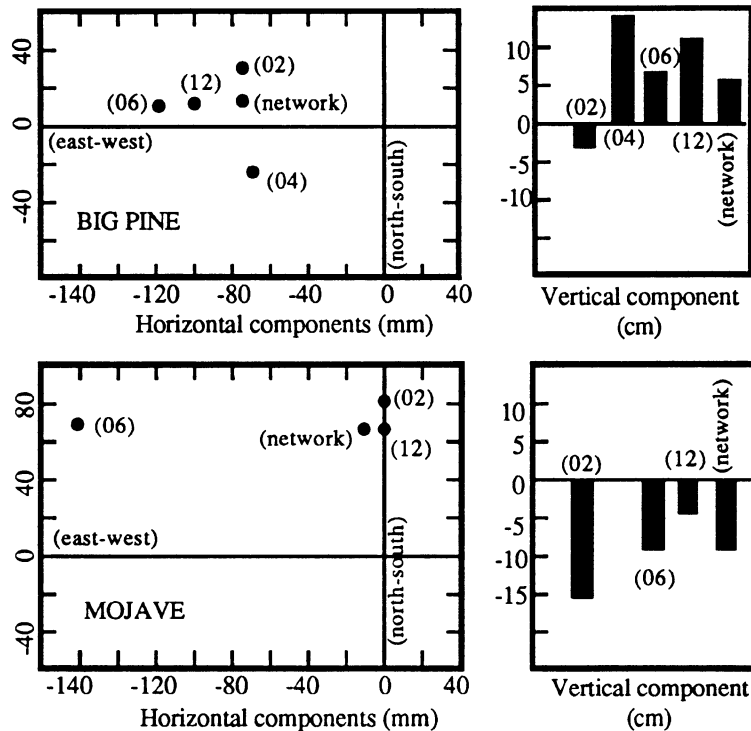 40
0
-40
(02)
(12)
(06)
(network)
(east-west)
(04)
BIG PINE
(north-south)
-140
-120
-80
-40
0
40
Horizontal components (mm)
10
5
0
-5
-10
(02)
(04)
(06)
(12)
(network)
Vertical component
(cm)
80
40
0
-40
(06)
(02)
(network)
(12)
(east-west)
MOJAVE
(north-south)
-140
-120
-80
-40
0
40
Horizontal components (mm)
10
5
0
-5
-10
-15
(02)
(06)
(12)
(network)
Vertical component
(cm)